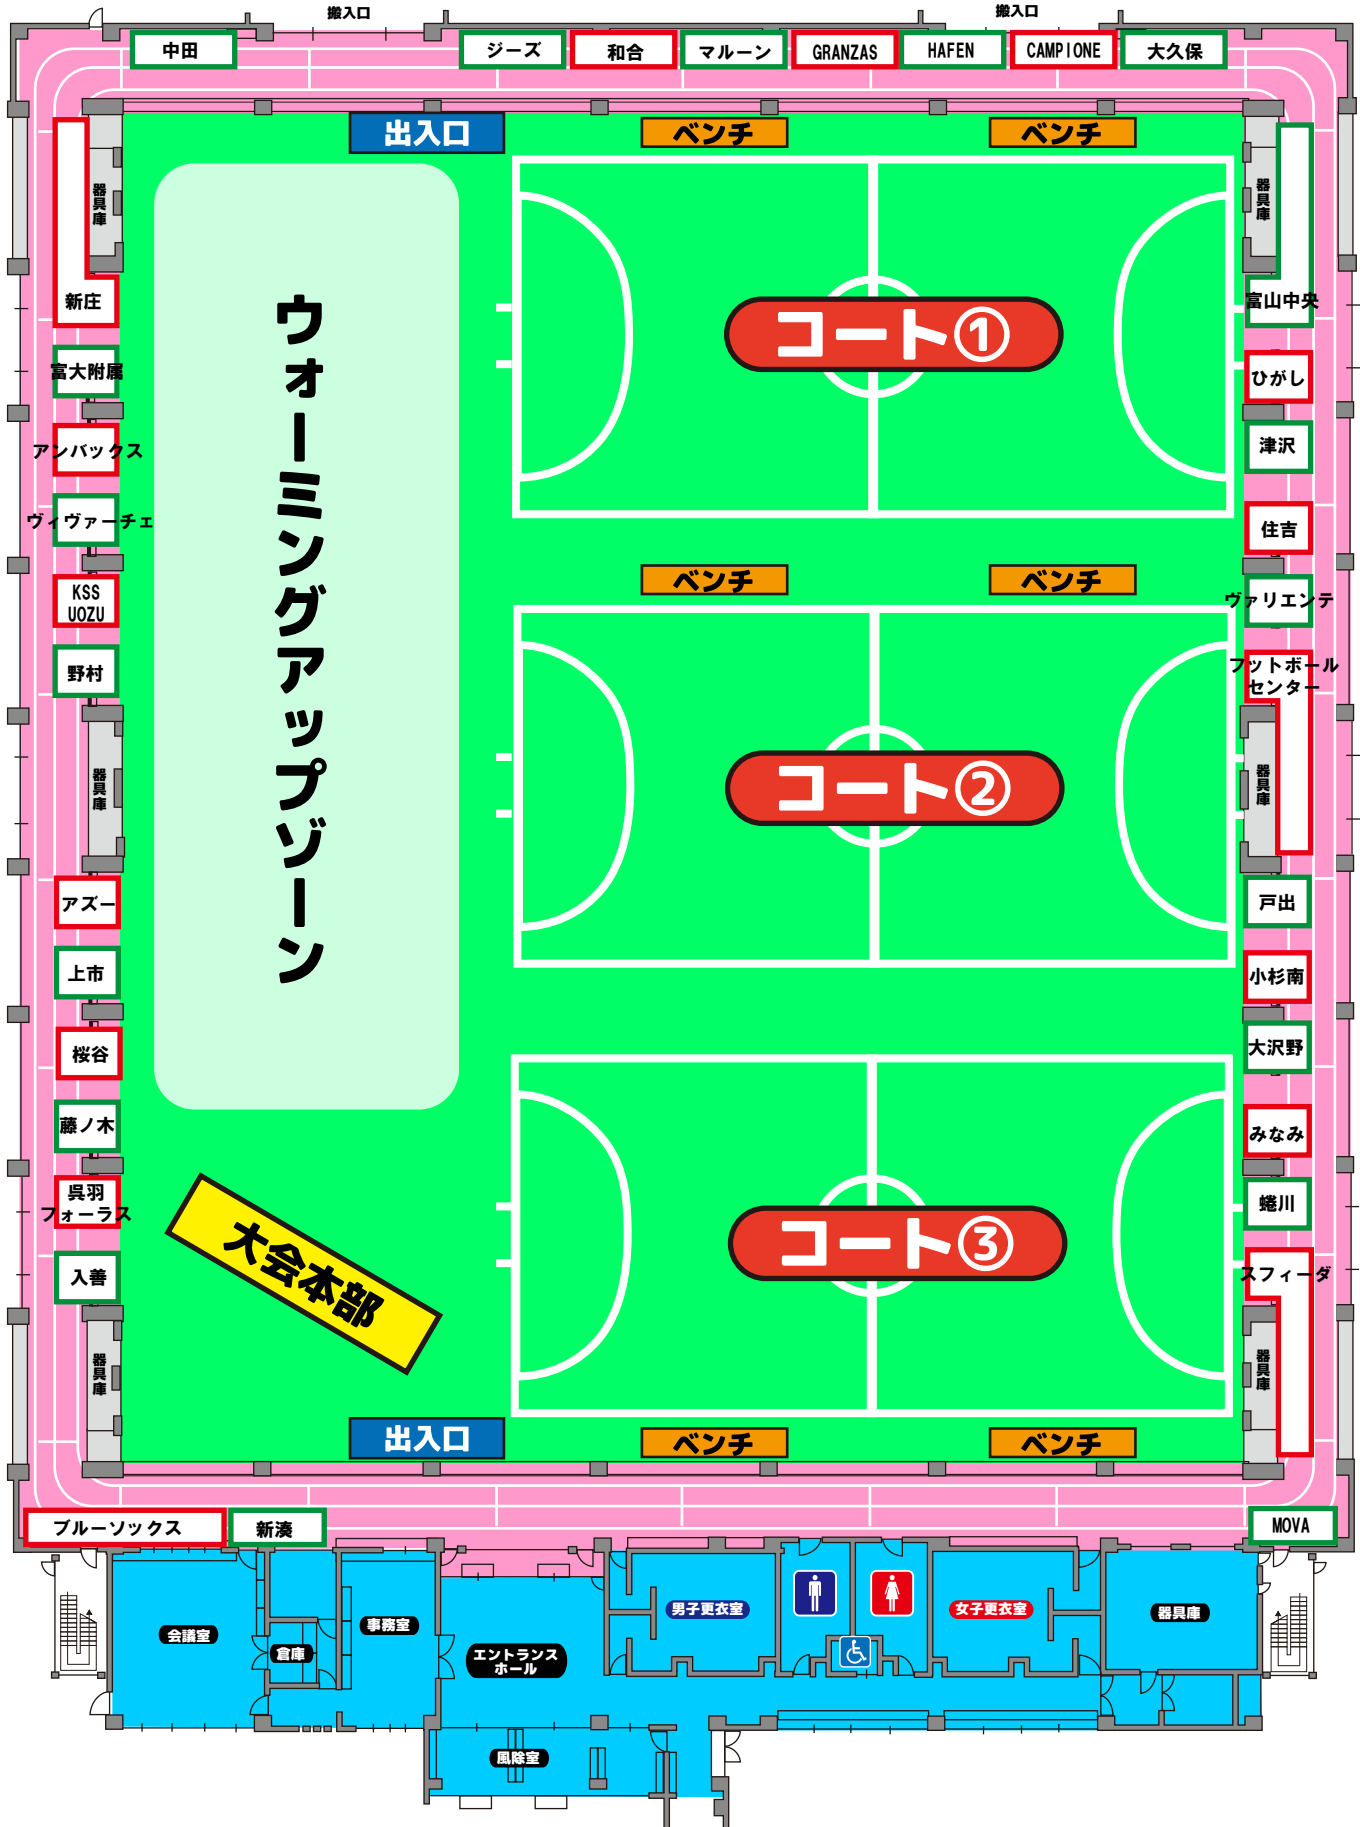 搬入口
搬入口
中田
ジーズ
和合
マルーン
GRANZAS
HAFEN
CAMPIONE
大久保
出入口
ベンチ
ベンチ
器具庫
器具庫
新庄
富山中央
ウォーミングアップゾーン
コート①
富大附属
ひがし
アンバックス
津沢
ヴィヴァーチェ
住吉
ベンチ
ベンチ
KSS
UOZU
ヴァリエンテ
野村
フットボール
センター
器具庫
コート②
器具庫
アズー
戸出
上市
小杉南
桜谷
大沢野
藤ノ木
みなみ
呉羽
フォーラス
蜷川
大会本部
コート③
入善
スフィーダ
器具庫
器具庫
出入口
ベンチ
ベンチ
ブルーソックス
新湊
MOVA
会議室
倉庫
事務室
エントランス
ホール
男子更衣室
女子更衣室
器具庫
風除室